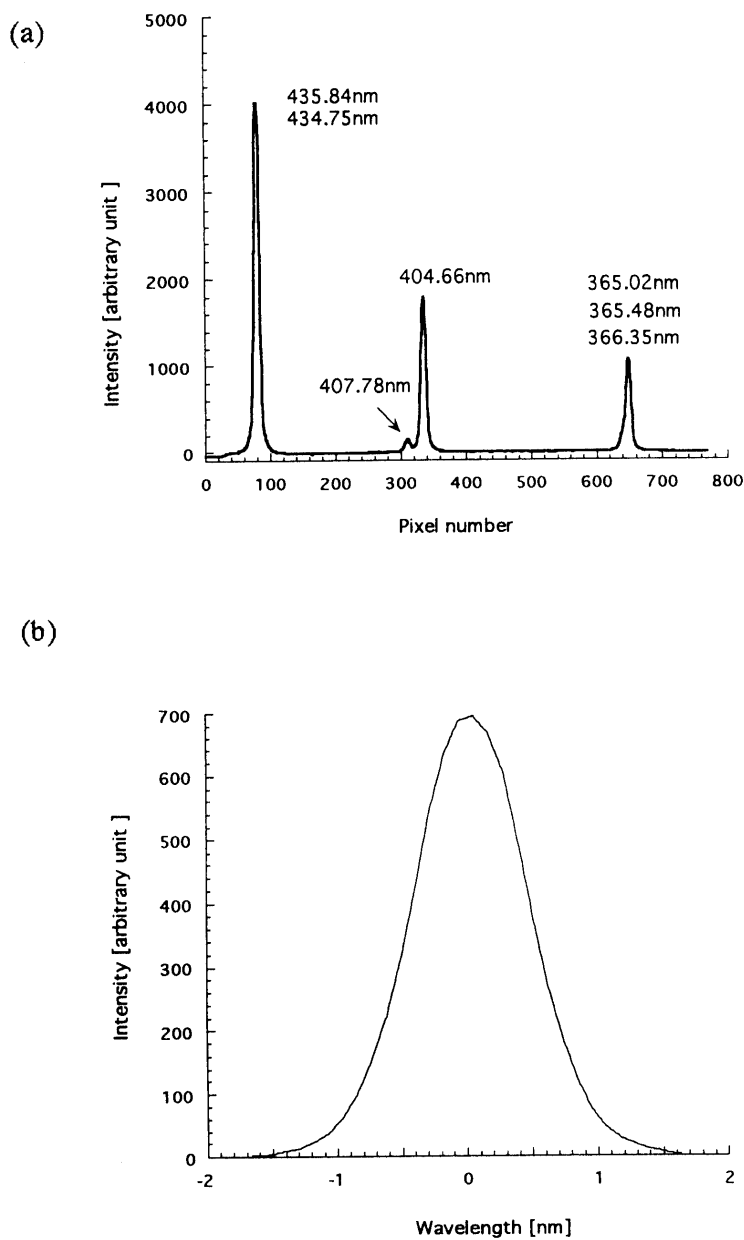 (a)
5000
4000
3000
2000
1000
0
Intensity [arbitrary unit ]
435.84nm
434.75nm
407.78nm
404.66nm
365.02nm
365.48nm
366.35nm
0 100 200 300 400 500 600 700 800
Pixel number
(b)
700
600
500
400
300
200
100
0
Intensity [arbitrary unit ]
-2 -1 0 1 2
Wavelength [nm]